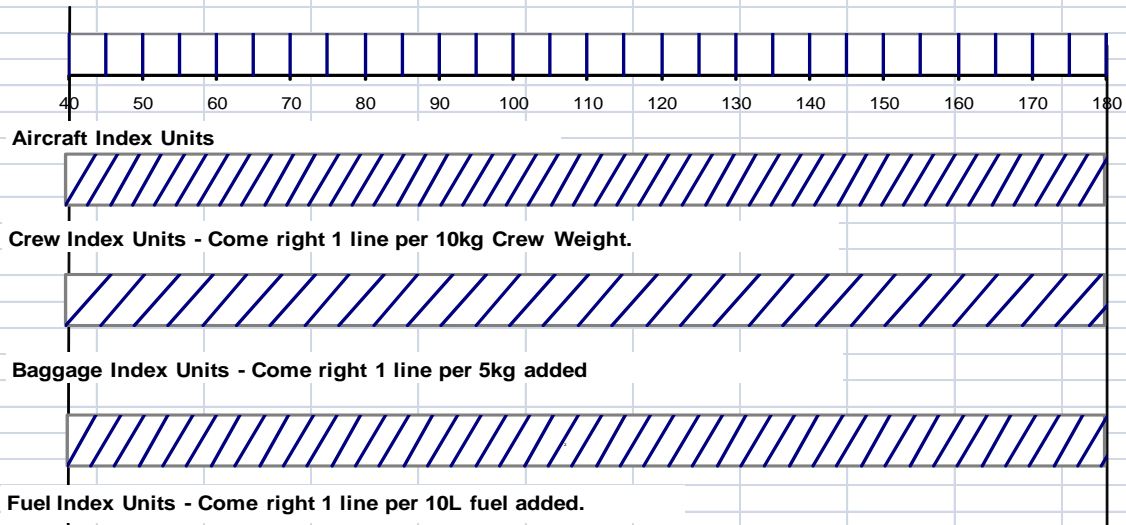 40 50 60 70 80 90 100 110 120 130 140 150 160 170 180
Aircraft Index Units
Crew Index Units - Come right 1 line per 10kg Crew Weight.
Baggage Index Units - Come right 1 line per 5kg added
Fuel Index Units - Come right 1 line per 10L fuel added.